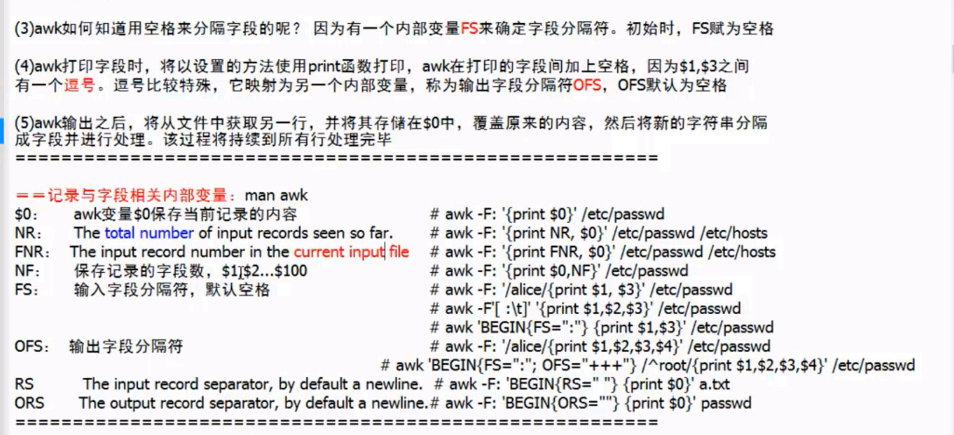 (3)awk如何知道用空格来分隔字段的呢？ 因为有一个内部变量FS来确定字段分隔符。初始时，FS赋为空格
(4)awk打印字段时，将以设置的方法使用print函数打印，awk在打印的字段间加上空格，因为$1,$3之间
有一个逗号。逗号比较特殊，它映射为另一个内部变量，称为输出字段分隔符OFS，OFS默认为空格
(5)awk输出之后，将从文件中获取另一行，并将其存储在$0中，覆盖原来的内容，然后将新的字符串分隔
成字段并进行处理。该过程将持续到所有行处理完毕
==============================================================
==记录与字段相关内部变量：man awk
$0： awk变量$0保存当前记录的内容 # awk -F: '{print $0}' /etc/passwd
NR： The total number of input records seen so far. # awk -F: '{print NR, $0}' /etc/passwd /etc/hosts
FNR： The input record number in the current input file # awk -F: '{print FNR, $0}' /etc/passwd /etc/hosts
NF： 保存记录的字段数，$1,$2...$100 # awk -F: '{print $0,NF}' /etc/passwd
FS： 输入字段分隔符，默认空格 # awk -F: '/alice/{print $1, $3}' /etc/passwd
# awk -F'[ :\t]' '{print $1,$2,$3}' /etc/passwd
# awk 'BEGIN{FS=":"} {print $1,$3}' /etc/passwd
OFS： 输出字段分隔符 # awk -F: '/alice/{print $1,$2,$3,$4}' /etc/passwd
# awk 'BEGIN{FS=":"; OFS="+++"} /^root/{print $1,$2,$3,$4}' /etc/passwd
RS The input record separator, by default a newline. # awk -F: 'BEGIN{RS=" "} {print $0}' a.txt
ORS The output record separator, by default a newline.# awk -F: 'BEGIN{ORS=""} {print $0}' passwd
==============================================================